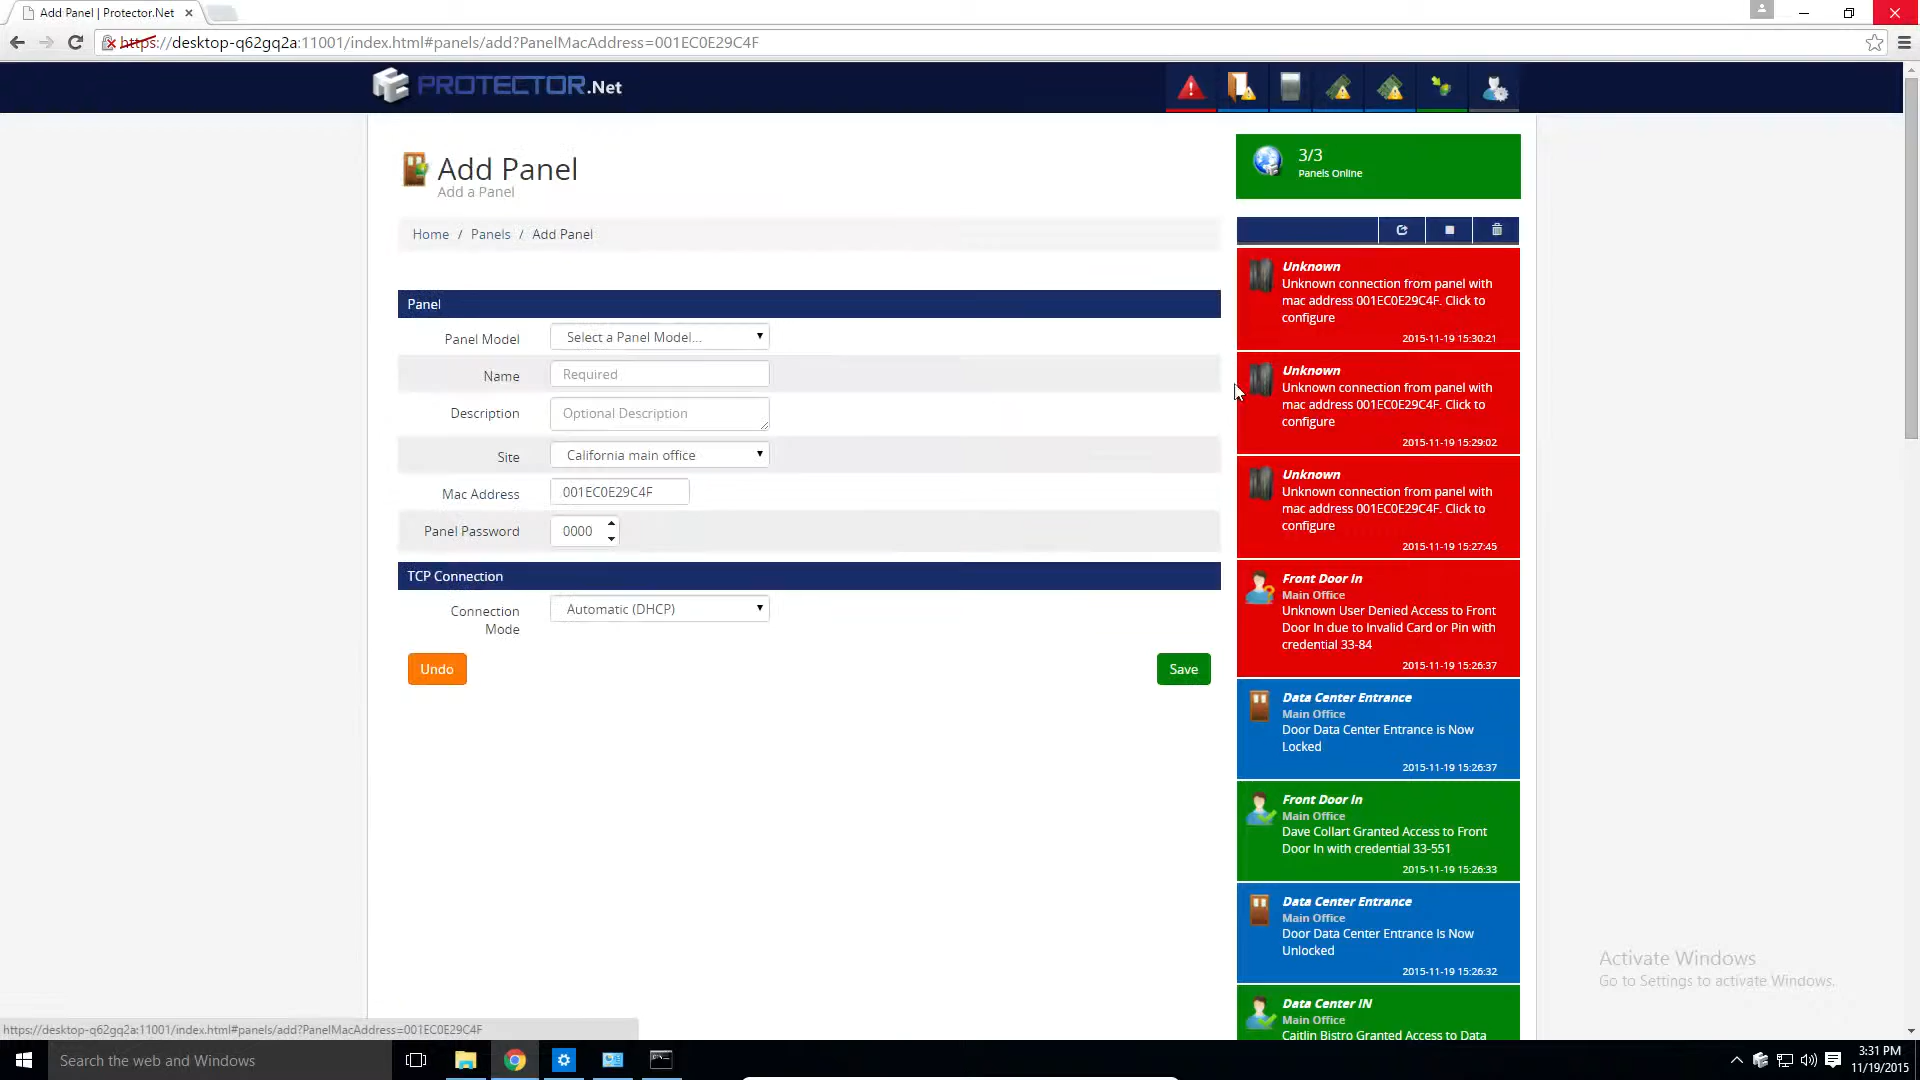 Add Panel | Protector.Net
https://desktop-q62gq2a:11001/index.html#panels/add?PanelMacAddress=001EC0E29C4F
PROTECTOR.Net
Add Panel
Add a Panel
3/3
Panels Online
Home / Panels / Add Panel
Panel
Panel Model
Select a Panel Model...
Name
Required
Description
Optional Description
Site
California main office
Mac Address
001EC0E29C4F
Panel Password
0000
TCP Connection
Connection
Mode
Automatic (DHCP)
Undo
Save
Unknown
Unknown connection from panel with
mac address 001EC0E29C4F. Click to
configure
2015-11-19 15:30:21
Unknown
Unknown connection from panel with
mac address 001EC0E29C4F. Click to
configure
2015-11-19 15:29:02
Unknown
Unknown connection from panel with
mac address 001EC0E29C4F. Click to
configure
2015-11-19 15:27:45
Front Door In
Main Office
Unknown User Denied Access to Front
Door In due to Invalid Card or Pin with
credential 33-84
2015-11-19 15:26:37
Data Center Entrance
Main Office
Door Data Center Entrance is Now
Locked
2015-11-19 15:26:37
Front Door In
Main Office
Dave Collart Granted Access to Front
Door In with credential 33-551
2015-11-19 15:26:33
Data Center Entrance
Main Office
Door Data Center Entrance Is Now
Unlocked
2015-11-19 15:26:32
Data Center IN
Main Office
Caitlin Bistro Granted Access to Data
Activate Windows
Go to Settings to activate Windows.
https://desktop-q62gq2a:11001/index.html#panels/add?PanelMacAddress=001EC0E29C4F
Search the web and Windows
3:31 PM
11/19/2015